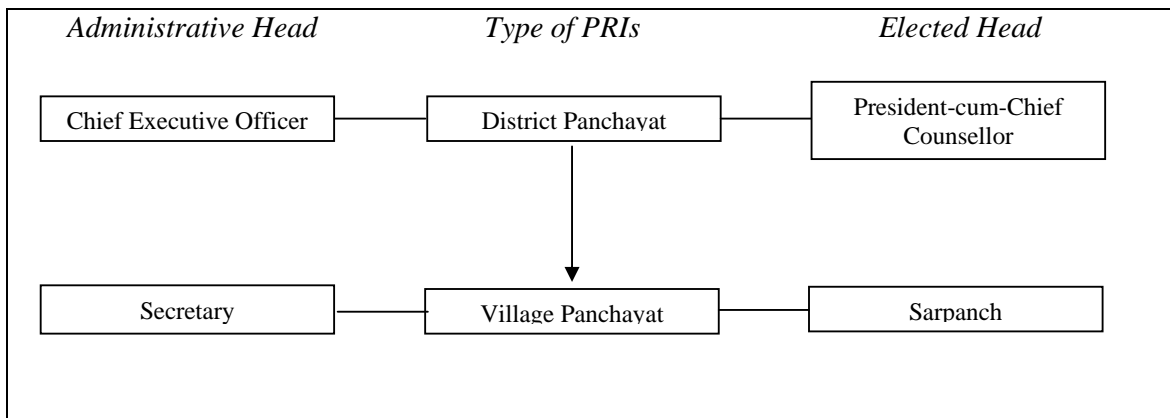 Administrative Head Type of PRIs Elected Head
Chief Executive Officer District Panchayat President-cum-Chief
Counsellor
Secretary Village Panchayat Sarpanch